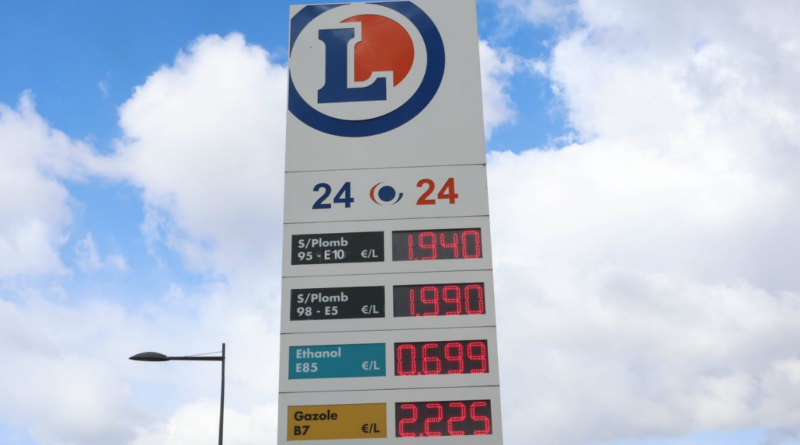 L
24 24
S/Plomb
95 - E10 €/L 1.940
S/Plomb
98 - E5 €/L 1.990
Ethanol
E85 €/L 0.699
Gazole
B7 €/L 2.225